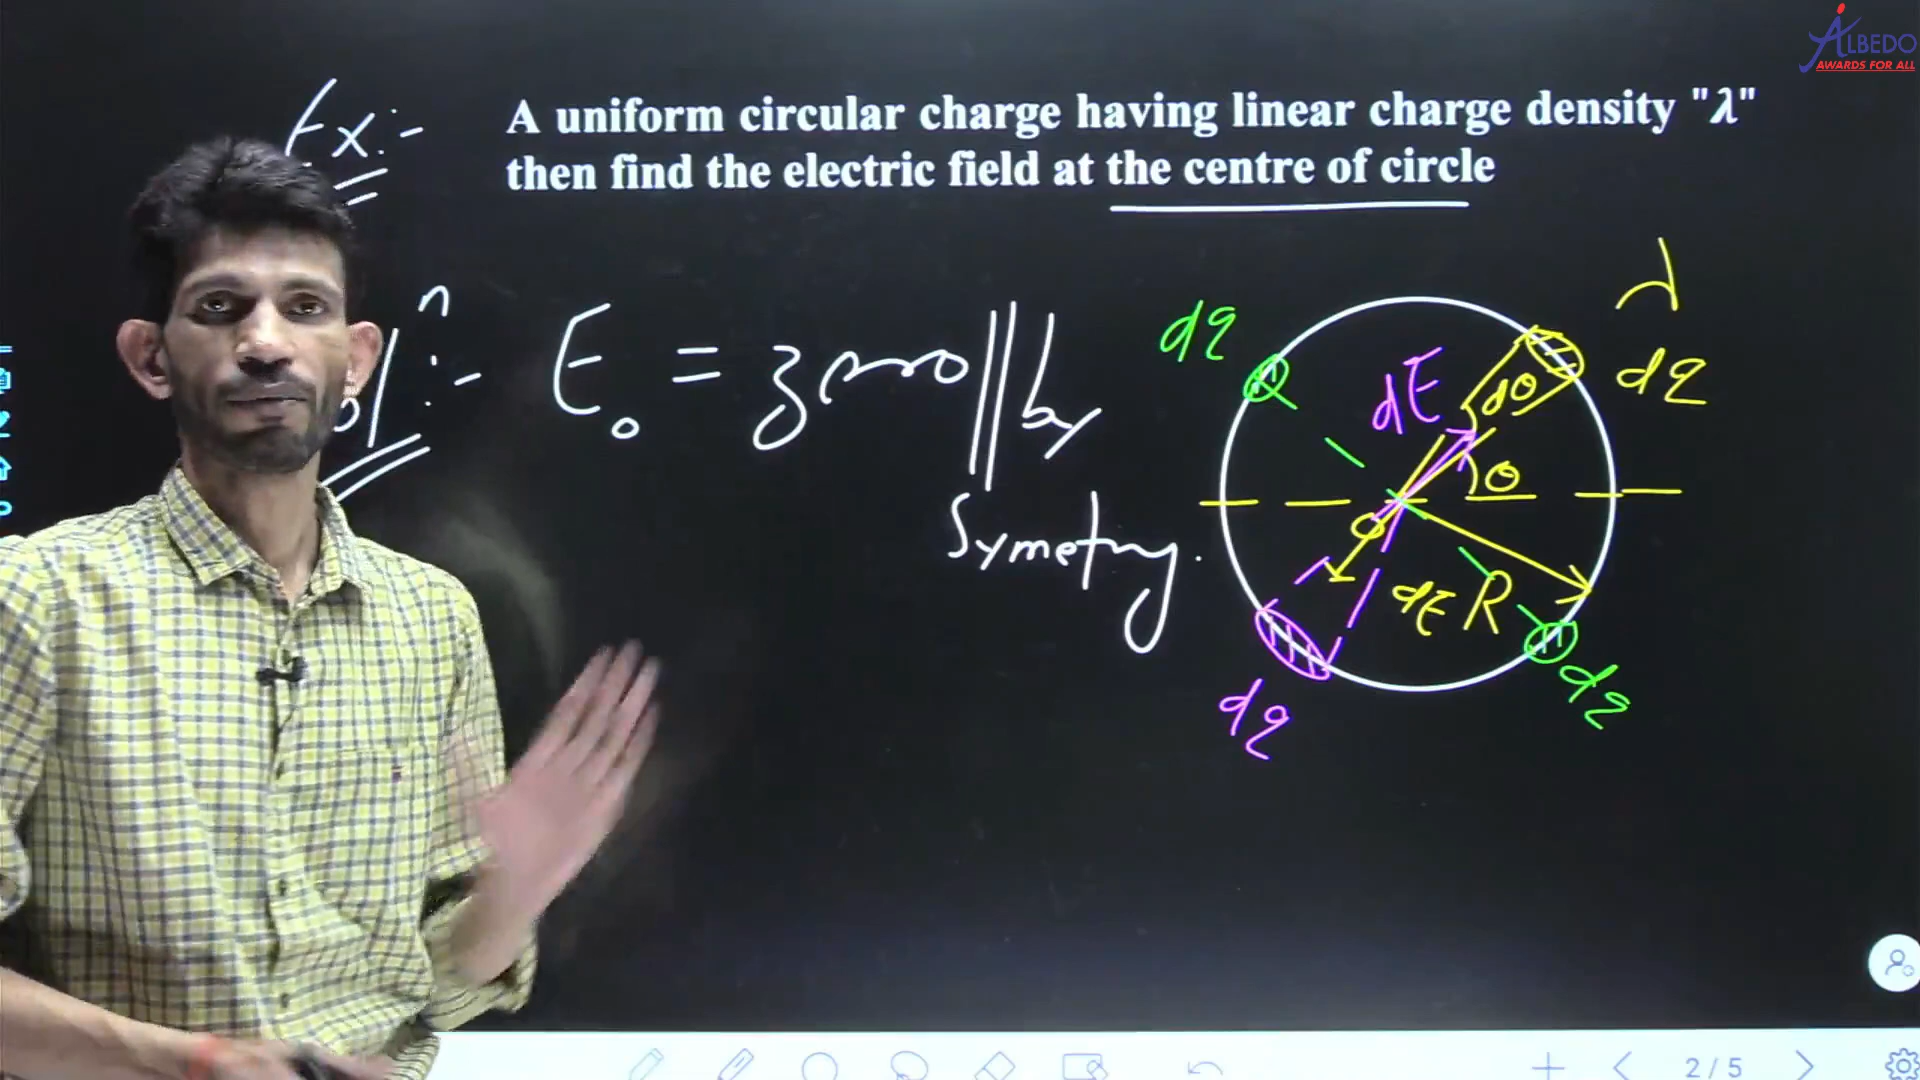 ALBEDO
AWARDS FOR ALL
Ex:-
A uniform circular charge having linear charge density "λ"
then find the electric field at the centre of circle
Solⁿ:- E₀ = zero || by
Symetry.
λ
dq
dq
dE
dθ
θ
O
dE
R
dq
dq
2 / 5